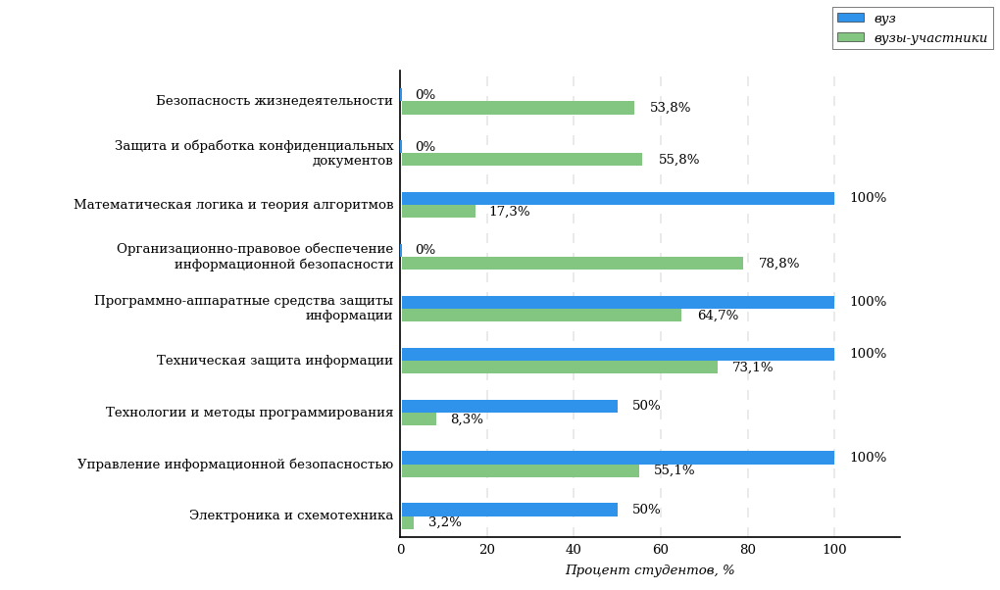 вуз
вузы-участники
Безопасность жизнедеятельности
0%
53,8%
Защита и обработка конфиденциальных
документов
0%
55,8%
Математическая логика и теория алгоритмов
100%
17,3%
Организационно-правовое обеспечение
информационной безопасности
0%
78,8%
Программно-аппаратные средства защиты
информации
100%
64,7%
Техническая защита информации
100%
73,1%
Технологии и методы программирования
50%
8,3%
Управление информационной безопасностью
100%
55,1%
Электроника и схемотехника
50%
3,2%
0 20 40 60 80 100
Процент студентов, %